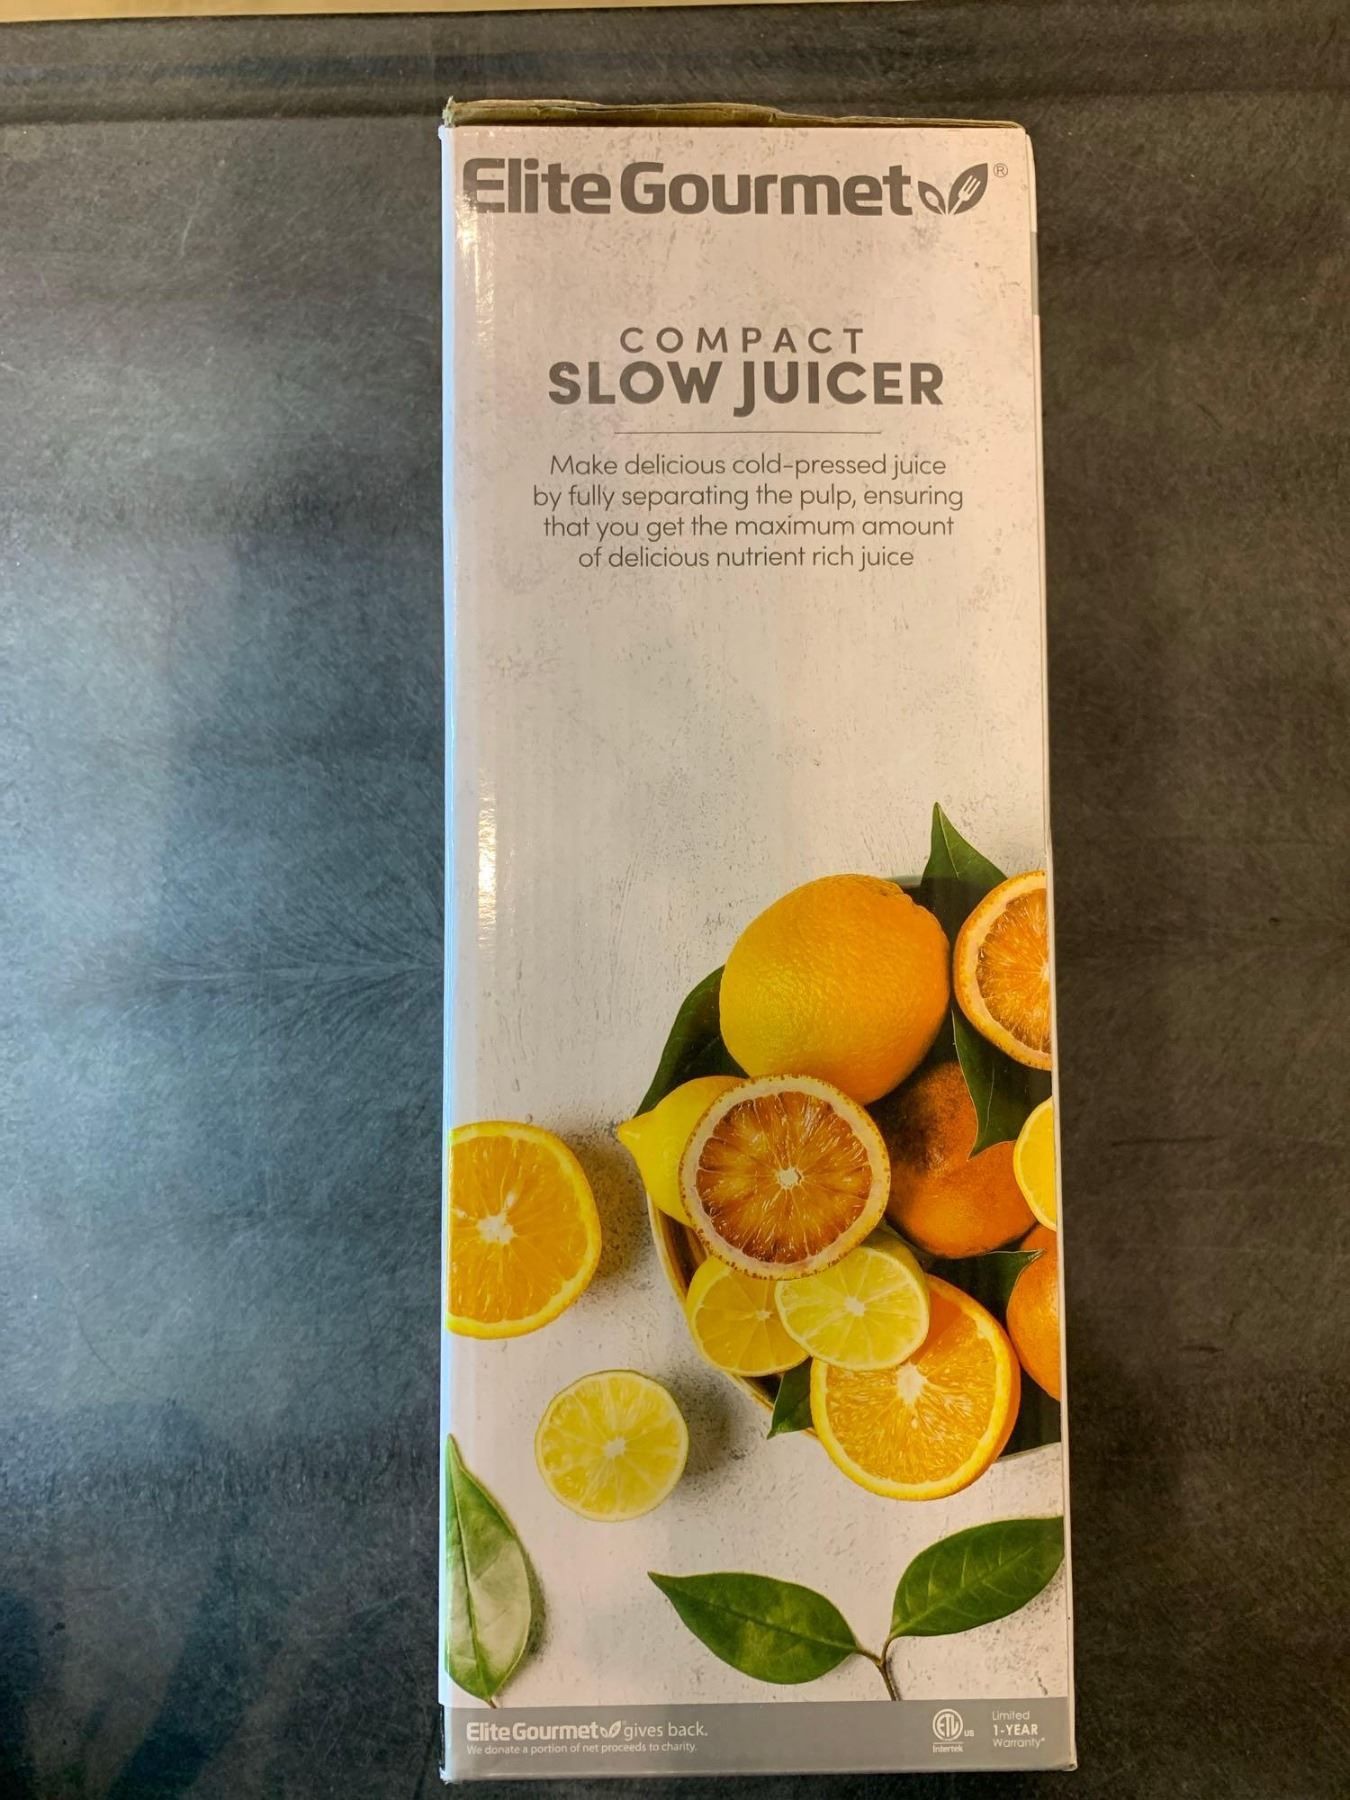 Elite Gourmet®
COMPACT
SLOW JUICER
Make delicious cold-pressed juice
by fully separating the pulp, ensuring
that you get the maximum amount
of delicious nutrient rich juice
Elite Gourmet gives back.
We donate a portion of net proceeds to charity.
ETL US
Intertek
Limited
1-YEAR
Warranty*